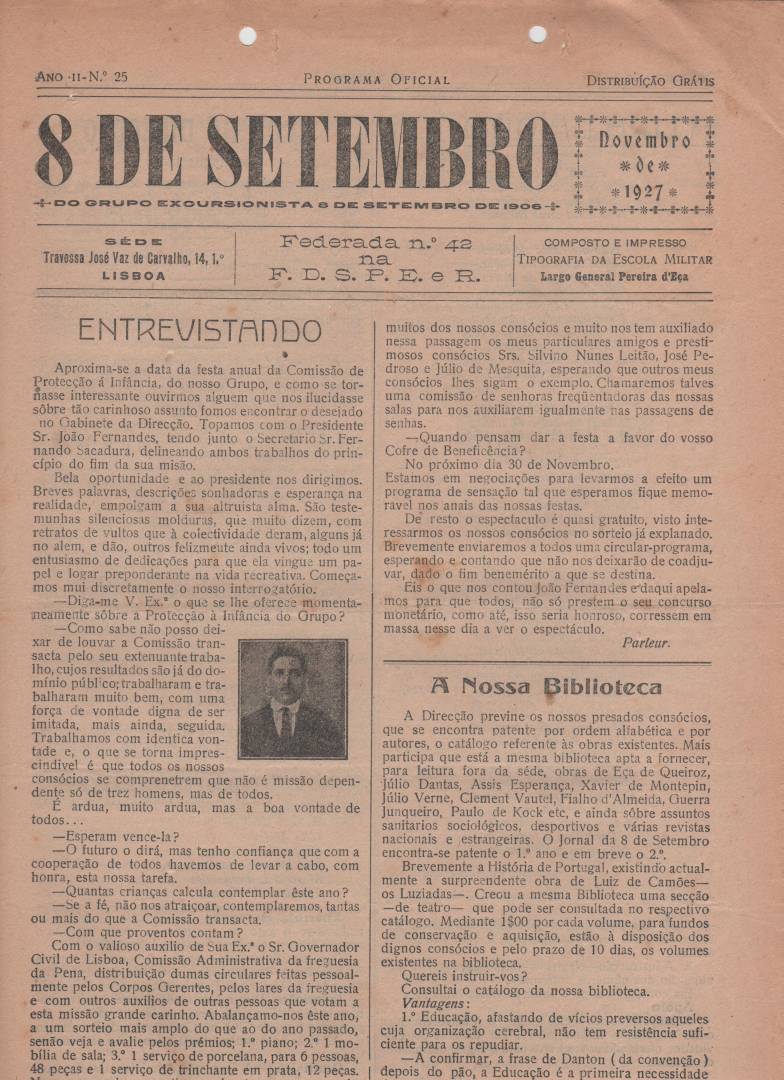 ANO II-N.º 25
PROGRAMA OFICIAL
DISTRIBUÍÇÃO GRÁTIS
8 DE SETEMBRO
DO GRUPO EXCURSIONISTA 8 DE SETEMBRO DE 1906
Novembro
de
1927
SÉDE
Travessa José Vaz de Carvalho, 14, 1.º
LISBOA
Federada n.º 42
na
F. D. S. P. E. e R.
COMPOSTO E IMPRESSO
TIPOGRAFIA DA ESCOLA MILITAR
Largo General Pereira d'Eça
ENTREVISTANDO
Aproxima-se a data da festa anual da Comissão de
Protecção á Infância, do nosso Grupo, e como se tor-
nasse interessante ouvirmos alguem que nos ilucidasse
sôbre tão carinhoso assunto fomos encontrar o desejado
no Gabinete da Direcção. Topamos com o Presidente
Sr. João Fernandes, tendo junto o Secretario Sr. Fer-
nando Sacadura, delineando ambos trabalhos do prin-
cípio do fim da sua misão.
Bela oportunidade e ao presidente nos dirigimos.
Breves palavras, descrições sonhadoras e esperança na
realidade, empolgam a sua altruista alma. São teste-
munhas silenciosas molduras, que muito dizem, com
retratos de vultos que à colectividade deram, alguns já
no alem, e dão, outros felizmente ainda vivos; todo um
entusiasmo de dedicações para que ela vingue um pa-
pel e logar preponderante na vida recreativa. Começa-
mos mui discretamente o nosso interrogatório.
—Diga-me V. Ex.ª o que se lhe oferece momenta-
neamente sôbre a Protecção à Infância do Grupo?
—Como sabe não posso dei-
xar de louvar a Comissão tran-
sacta pelo seu extenuante traba-
lho, cujos resultados são já do do-
mínio público; trabalharam e tra-
balharam muito bem, com uma
força de vontade digna de ser
imitada, mais ainda, seguida.
Trabalhamos com identica von-
tade e, o que se torna impres-
cindivel é que todos os nossos
consócios se comprenetrem que não é missão depen-
dente só de trez homens, mas de todos.
É ardua, muito ardua, mas a boa vontade de
todos...
—Esperam vence-la?
—O futuro o dirá, mas tenho confiança que com a
cooperação de todos havemos de levar a cabo, com
honra, esta nossa tarefa.
—Quantas crianças calcula contemplar êste ano?
—Se a fé, não nos atraiçoar, contemplaremos, tantas
ou mais do que a Comissão transacta.
—Com que proventos contam?
Com o valioso auxilio de Sua Ex.ª o Sr. Governador
Civil de Lisboa, Comissão Administrativa da freguesia
da Pena, distribuição dumas circulares feitas pessoal-
mente pelos Corpos Gerentes, pelos lares da freguesia
e com outros auxilios de outras pessoas que votam a
esta missão grande carinho. Abalançamo-nos êste ano,
a um sorteio mais amplo do que ao do ano passado,
senão veja e avalie pelos prémios; 1.º piano; 2.º 1 mo-
bília de sala; 3.º 1 serviço de porcelana, para 6 pessoas,
48 peças e 1 serviço de trinchante em prata, 12 peças.
muitos dos nossos consócios e muito nos tem auxiliado
nessa passagem os meus particulares amigos e presti-
mosos consócios Srs. Silvino Nunes Leitão, José Pe-
droso e Júlio de Mesquita, esperando que outros meus
consócios lhes sigam o exemplo. Chamaremos talves
uma comissão de senhoras freqüentadoras das nossas
salas para nos auxiliarem igualmente nas passagens de
senhas.
—Quando pensam dar a festa a favor do vosso
Cofre de Beneficência?
No próximo dia 30 de Novembro.
Estamos em negociações para levarmos a efeito um
programa de sensação tal que esperamos fique memo-
ravel nos anais das nossas festas.
De resto o espectaculo é quasi gratuito, visto inte-
ressarmos os nossos consócios no sorteio já explanado.
Brevemente enviaremos a todos uma circular-programa,
esperando e contando que não nos deixarão de coadju-
var, dado o fim benemérito a que se destina.
Eis o que nos contou João Fernandes e daqui apela-
mos para que todos, não só prestem o seu concurso
monetário, como até, isso seria honroso, corressem em
massa nesse dia a ver o espectáculo.
Parleur.
A NOSSA BIBLIOTECA
A Direcção previne os nossos presados consócios,
que se encontra patente por ordem alfabética e por
autores, o catálogo referente às obras existentes. Mais
participa que está a mesma biblioteca apta a fornecer,
para leitura fora da séde, obras de Eça de Queiroz,
Júlio Dantas, Assis Esperança, Xavier de Montepin,
Júlio Verne, Clement Vautel, Fialho d'Almeida, Guerra
Junqueiro, Paulo de Kock etc, e ainda sôbre assuntos
sanitarios sociológicos, desportivos e várias revistas
nacionais e estrangeiras. O Jornal da 8 de Setembro
encontra-se patente o 1.º ano e em breve o 2.º.
Brevemente a História de Portugal, existindo actual-
mente a surpreendente obra de Luiz de Camões—
os Luziadas—. Creou a mesma Biblioteca uma secção
—de teatro— que pode ser consultada no respectivo
catálogo. Mediante 1$00 por cada volume, para fundos
de conservação e aquisição, estão à disposição dos
dignos consócios e pelo prazo de 10 dias, os volumes
existentes na biblioteca.
Quereis instruir-vos?
Consultai o catálogo da nossa biblioteca.
Vantagens:
1.º Educação, afastando de vícios preversos aqueles
cuja organização cerebral, não tem resistência sufi-
ciente para os repudiar.
—A confirmar, a frase de Danton (da convenção)
depois do pão, a Educação é a primeira necessidade